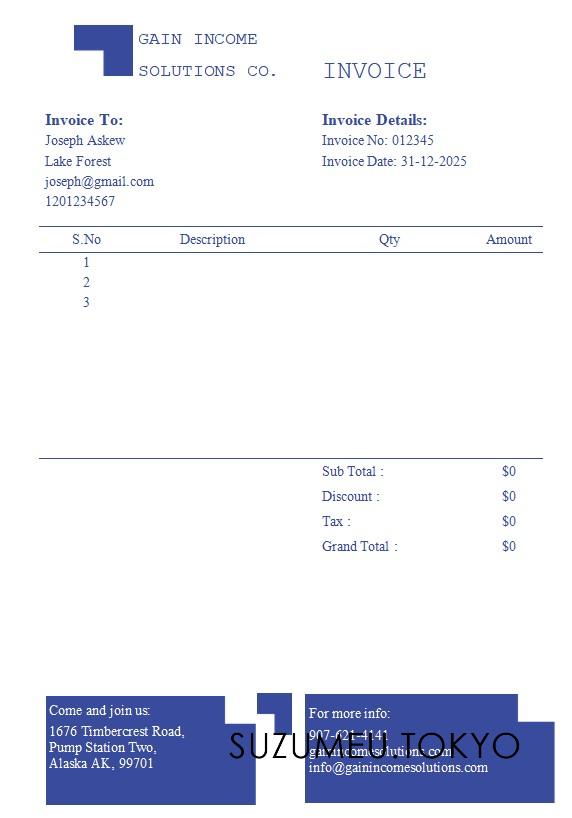 GAIN INCOME
SOLUTIONS CO.
INVOICE
Invoice To:
Joseph Askew
Lake Forest
joseph@gmail.com
1201234567
Invoice Details:
Invoice No: 012345
Invoice Date: 31-12-2025
S.No Description Qty Amount
1
2
3
Sub Total : $0
Discount : $0
Tax : $0
Grand Total : $0
Come and join us:
1676 Timbercrest Road,
Pump Station Two,
Alaska AK, 99701
For more info:
907-621-4141
gainincomesolutions.com
info@gainincomesolutions.com
SUZUMEU.TOKYO